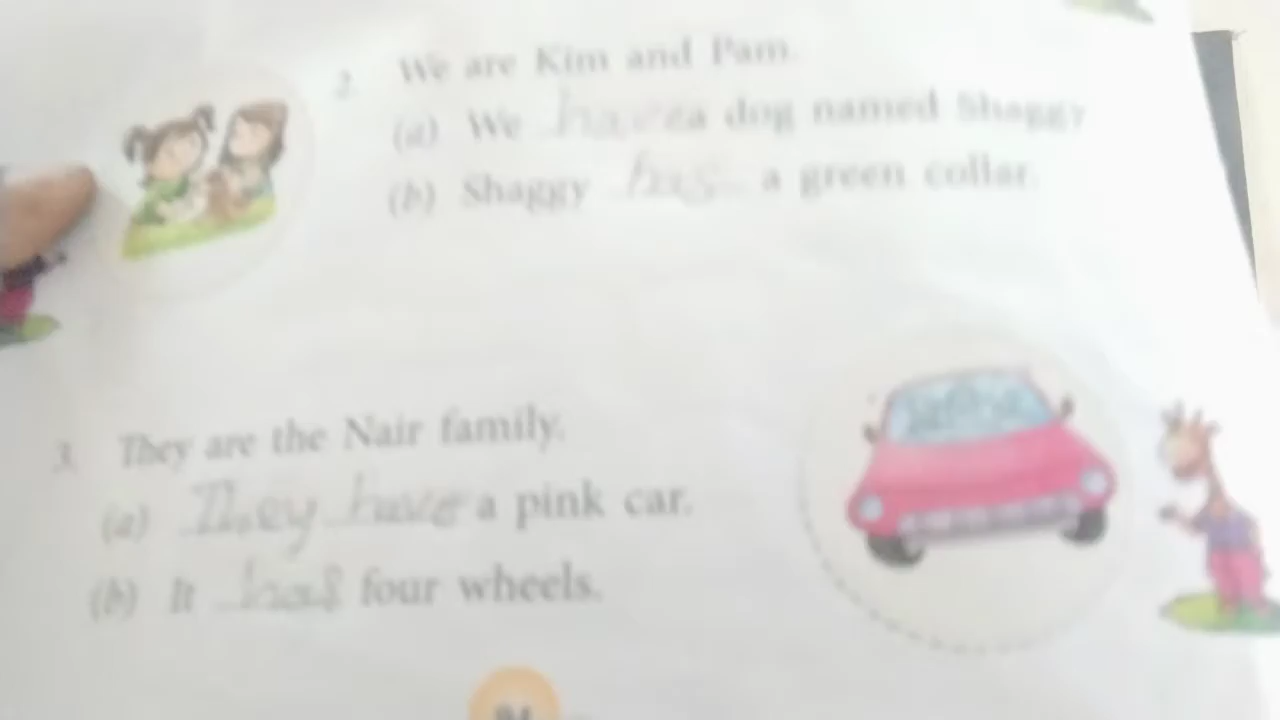 2. We are Kim and Pam.
(a) We have a dog named Shaggy
(b) Shaggy has a green collar.
3. They are the Nair family.
(a) They have a pink car.
(b) It has four wheels.